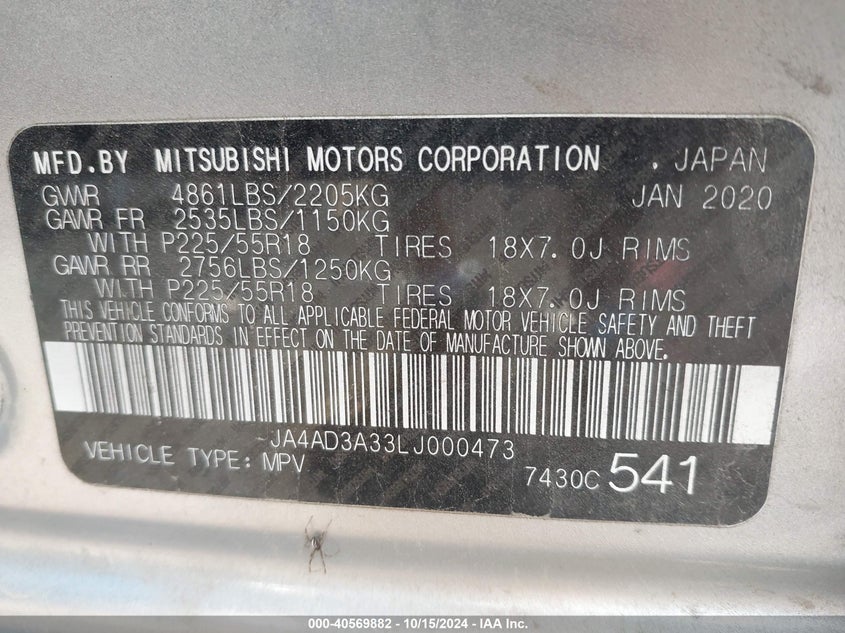 MFD.BY MITSUBISHI MOTORS CORPORATION . JAPAN
GVWR 4861LBS/2205KG JAN 2020
GAWR FR 2535LBS/1150KG
WITH P225/55R18 TIRES 18X7.0J RIMS
GAWR RR 2756LBS/1250KG
WITH P225/55R18 TIRES 18X7.0J RIMS
THIS VEHICLE CONFORMS TO ALL APPLICABLE FEDERAL MOTOR VEHICLE SAFETY AND THEFT
PREVENTION STANDARDS IN EFFECT ON THE DATE OF MANUFACTURE SHOWN ABOVE.
JA4AD3A33LJ000473
VEHICLE TYPE: MPV 7430C 541
000-40569882 - 10/15/2024 - IAA Inc.